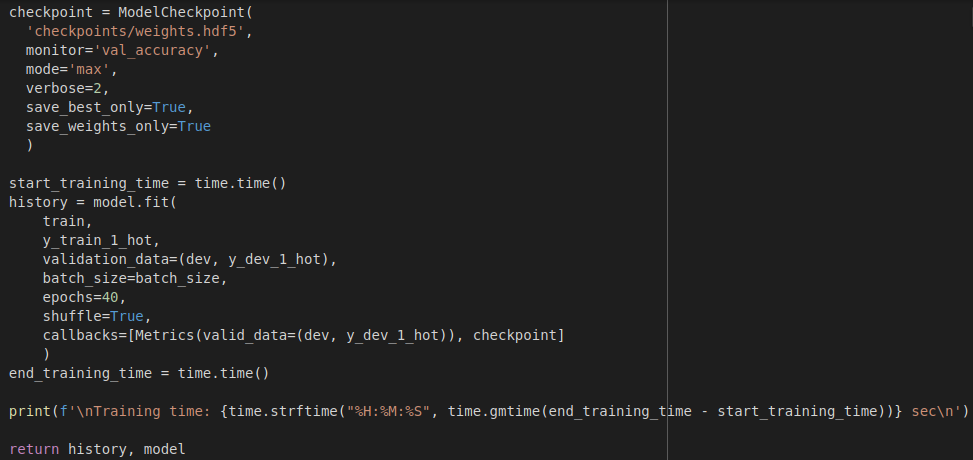 checkpoint = ModelCheckpoint(
  'checkpoints/weights.hdf5',
  monitor='val_accuracy',
  mode='max',
  verbose=2,
  save_best_only=True,
  save_weights_only=True
  )

start_training_time = time.time()
history = model.fit(
    train,
    y_train_1_hot,
    validation_data=(dev, y_dev_1_hot),
    batch_size=batch_size,
    epochs=40,
    shuffle=True,
    callbacks=[Metrics(valid_data=(dev, y_dev_1_hot)), checkpoint]
    )
end_training_time = time.time()

print(f'\nTraining time: {time.strftime("%H:%M:%S", time.gmtime(end_training_time - start_training_time))} sec\n')

return history, model